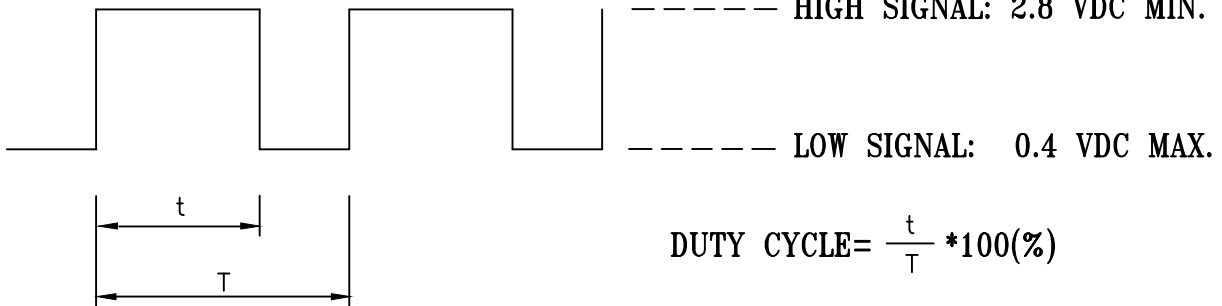 HIGH SIGNAL: 2.8 VDC MIN.
LOW SIGNAL: 0.4 VDC MAX.
t
DUTY CYCLE= t/T *100(%)
T